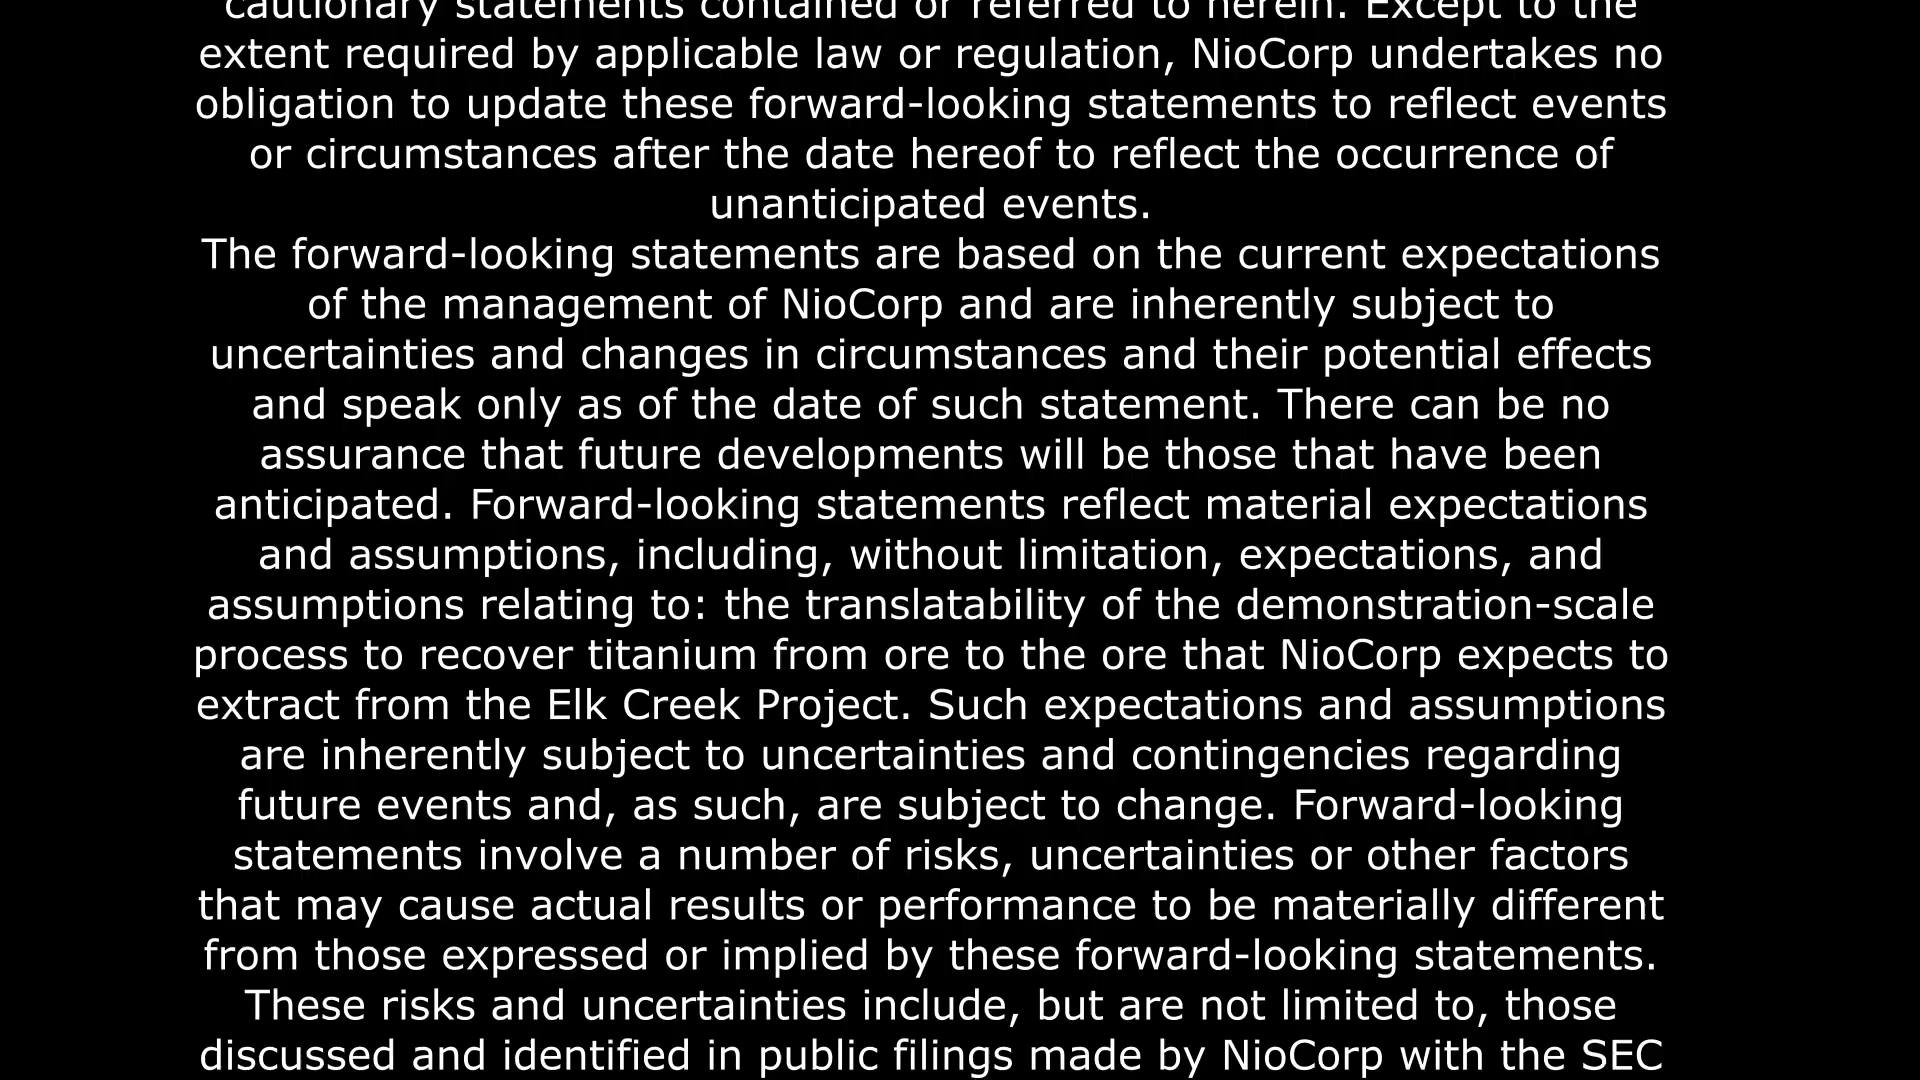 cautionary statements contained or referred to herein. Except to the
extent required by applicable law or regulation, NioCorp undertakes no
obligation to update these forward-looking statements to reflect events
or circumstances after the date hereof to reflect the occurrence of
unanticipated events.
The forward-looking statements are based on the current expectations
of the management of NioCorp and are inherently subject to
uncertainties and changes in circumstances and their potential effects
and speak only as of the date of such statement. There can be no
assurance that future developments will be those that have been
anticipated. Forward-looking statements reflect material expectations
and assumptions, including, without limitation, expectations, and
assumptions relating to: the translatability of the demonstration-scale
process to recover titanium from ore to the ore that NioCorp expects to
extract from the Elk Creek Project. Such expectations and assumptions
are inherently subject to uncertainties and contingencies regarding
future events and, as such, are subject to change. Forward-looking
statements involve a number of risks, uncertainties or other factors
that may cause actual results or performance to be materially different
from those expressed or implied by these forward-looking statements.
These risks and uncertainties include, but are not limited to, those
discussed and identified in public filings made by NioCorp with the SEC